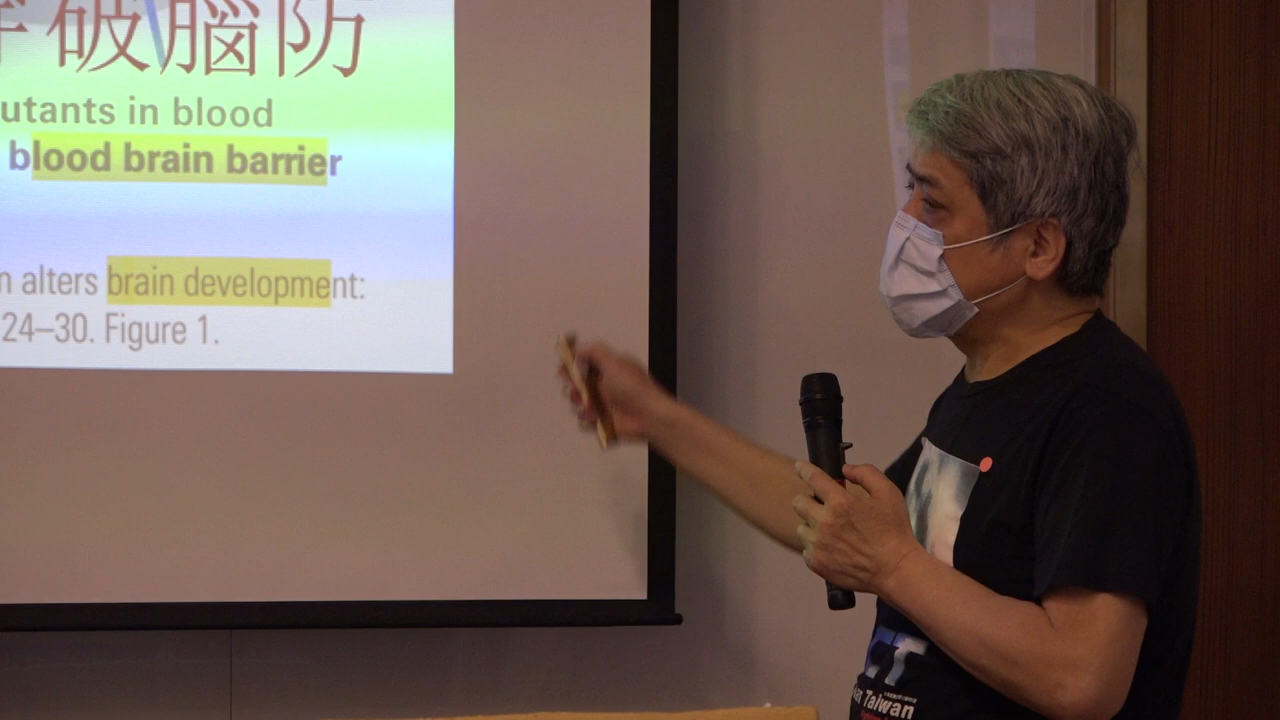 破腦防
utants in blood
blood brain barrier
n alters brain development:
24–30. Figure 1.
Taiwan